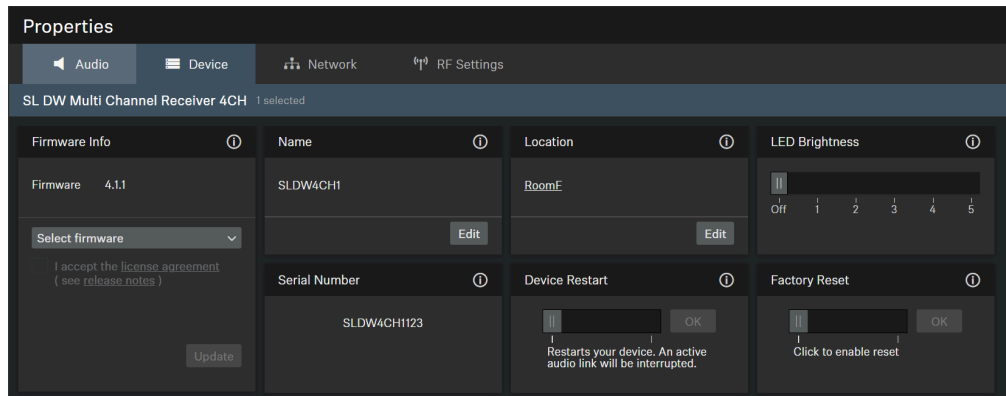 Properties
Audio
Device
Network
RF Settings
SL DW Multi Channel Receiver 4CH 1 selected
Firmware Info
Firmware 4.1.1
Select firmware
I accept the license agreement
( see release notes )
Update
Name
SLDW4CH1
Edit
Location
RoomF
Edit
LED Brightness
Off 1 2 3 4 5
Serial Number
SLDW4CH1123
Device Restart
OK
Restarts your device. An active
audio link will be interrupted.
Factory Reset
OK
Click to enable reset